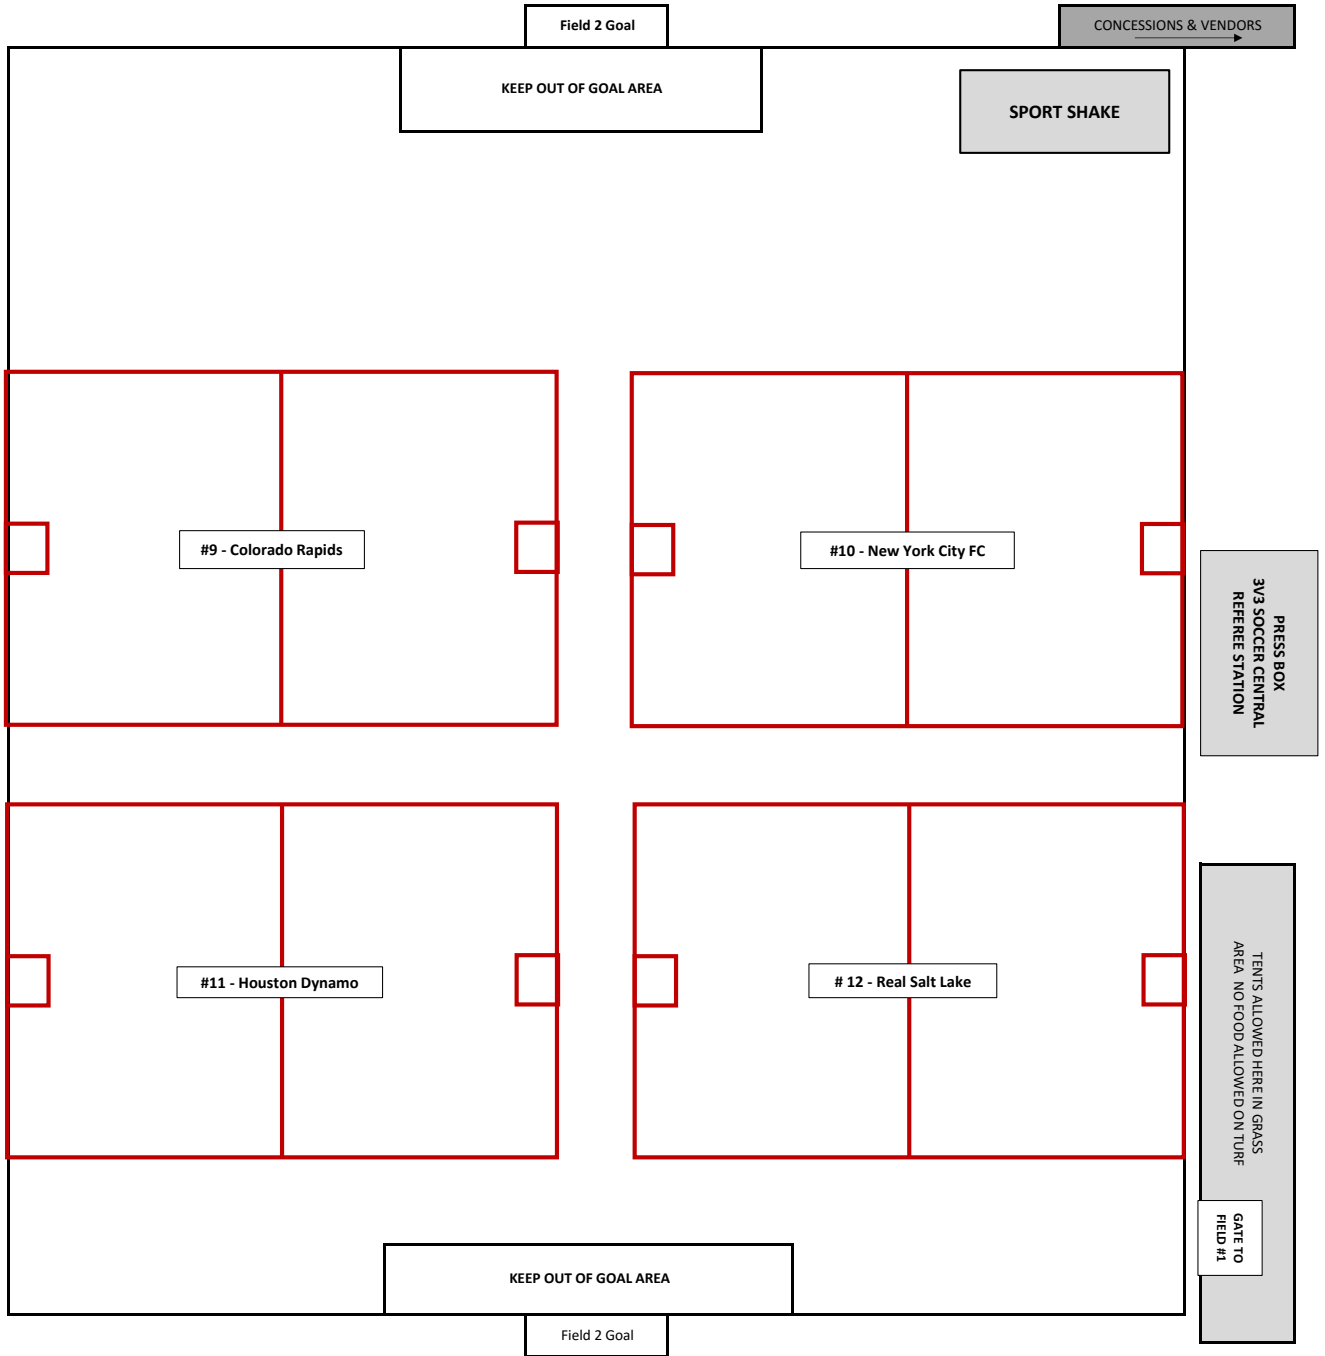 Field 2 Goal
CONCESSIONS & VENDORS
KEEP OUT OF GOAL AREA
SPORT SHAKE
#9 - Colorado Rapids
#10 - New York City FC
PRESS BOX
3V3 SOCCER CENTRAL
REFEREE STATION
#11 - Houston Dynamo
# 12 - Real Salt Lake
TENTS ALLOWED HERE IN GRASS
AREA NO FOOD ALLOWED ON TURF
GATE TO
FIELD #1
KEEP OUT OF GOAL AREA
Field 2 Goal